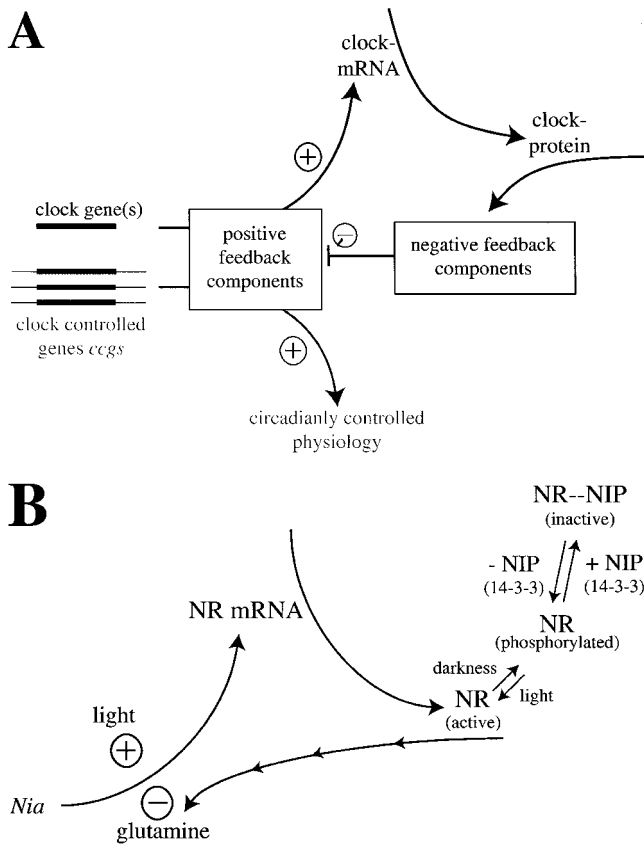 A
clock-
mRNA
clock-
protein
+
clock gene(s)
positive
feedback
components
-
negative feedback
components
clock controlled
genes ccgs
+
circadianly controlled
physiology
B
NR--NIP
(inactive)
- NIP
(14-3-3)
+ NIP
(14-3-3)
NR mRNA
NR
(phosphorylated)
darkness
light
NR
(active)
light
+
Nia
−
glutamine